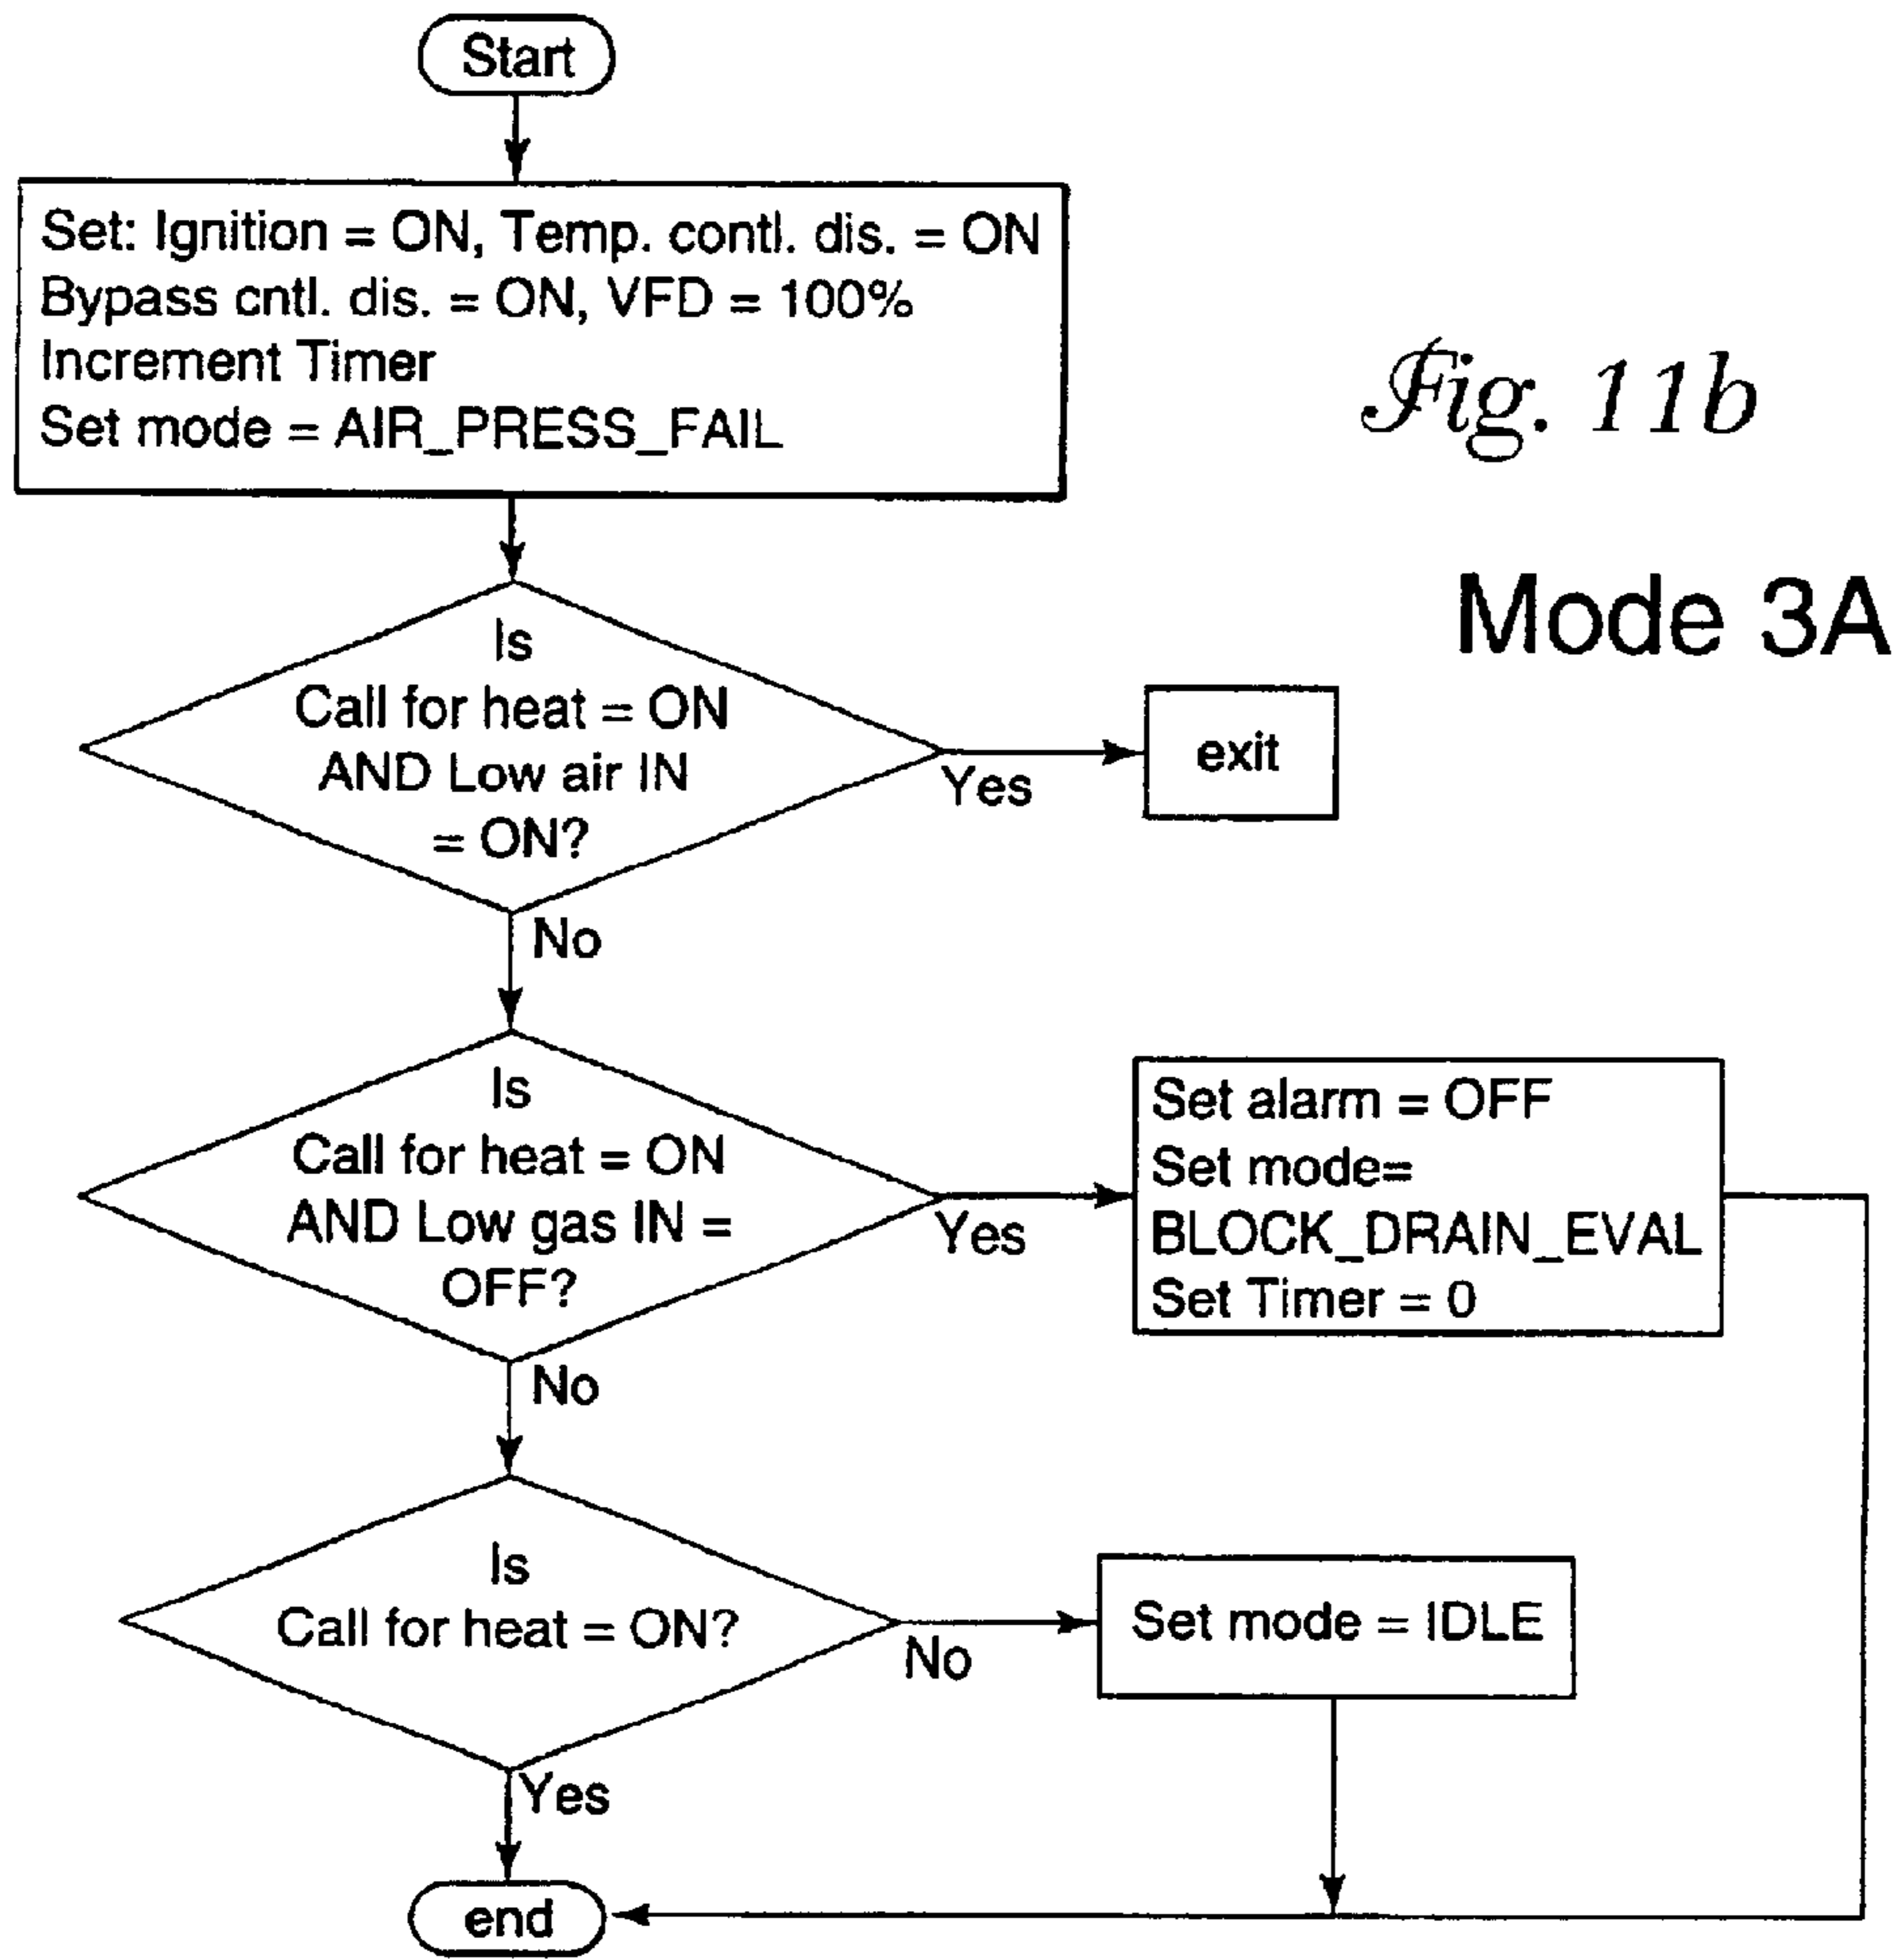 Start
Set: Ignition = ON, Temp. contl. dis. = ON
Bypass cntl. dis. = ON, VFD = 100%
Increment Timer
Set mode = AIR_PRESS_FAIL
Fig. 11b
Mode 3A
Is
Call for heat = ON
AND Low air IN
= ON?
Yes
exit
No
Is
Call for heat = ON
AND Low gas IN =
OFF?
Yes
Set alarm = OFF
Set mode=
BLOCK_DRAIN_EVAL
Set Timer = 0
No
Is
Call for heat = ON?
No
Set mode = IDLE
Yes
end